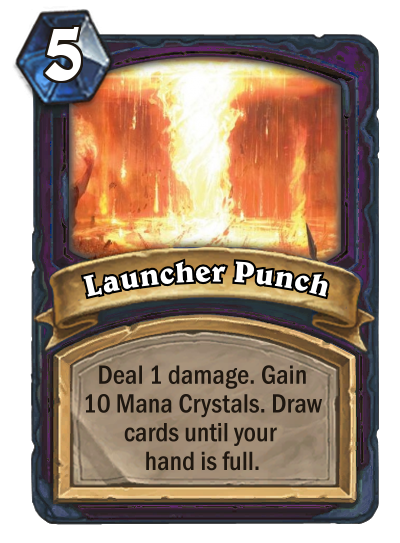 5
Launcher Punch
Deal 1 damage. Gain
10 Mana Crystals. Draw
cards until your
hand is full.